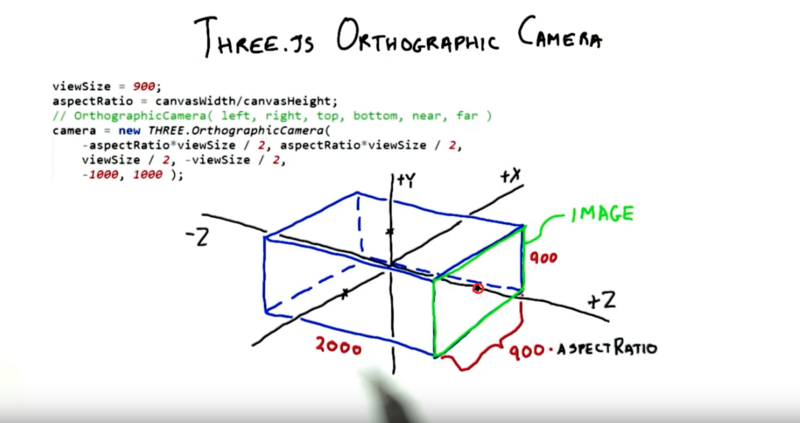 THREE.JS ORTHOGRAPHIC CAMERA
viewSize = 900;
aspectRatio = canvasWidth/canvasHeight;
// OrthographicCamera( left, right, top, bottom, near, far )
camera = new THREE.OrthographicCamera(
-aspectRatio*viewSize / 2, aspectRatio*viewSize / 2,
viewSize / 2, -viewSize / 2,
-1000, 1000 );
+Y
+X
-Z
IMAGE
900
+Z
2000
900 · ASPECTRATIO